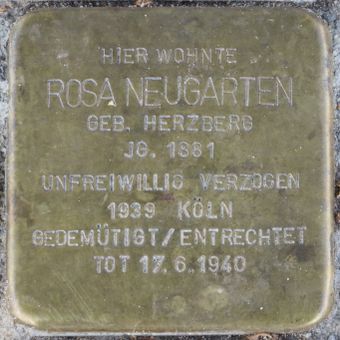 HIER WOHNTE
ROSA NEUGARTEN
GEB. HERZBERG
JG. 1881
UNFREIWILLIG VERZOGEN
1939 KÖLN
GEDEMÜTIGT/ENTRECHTET
TOT 17.6.1940